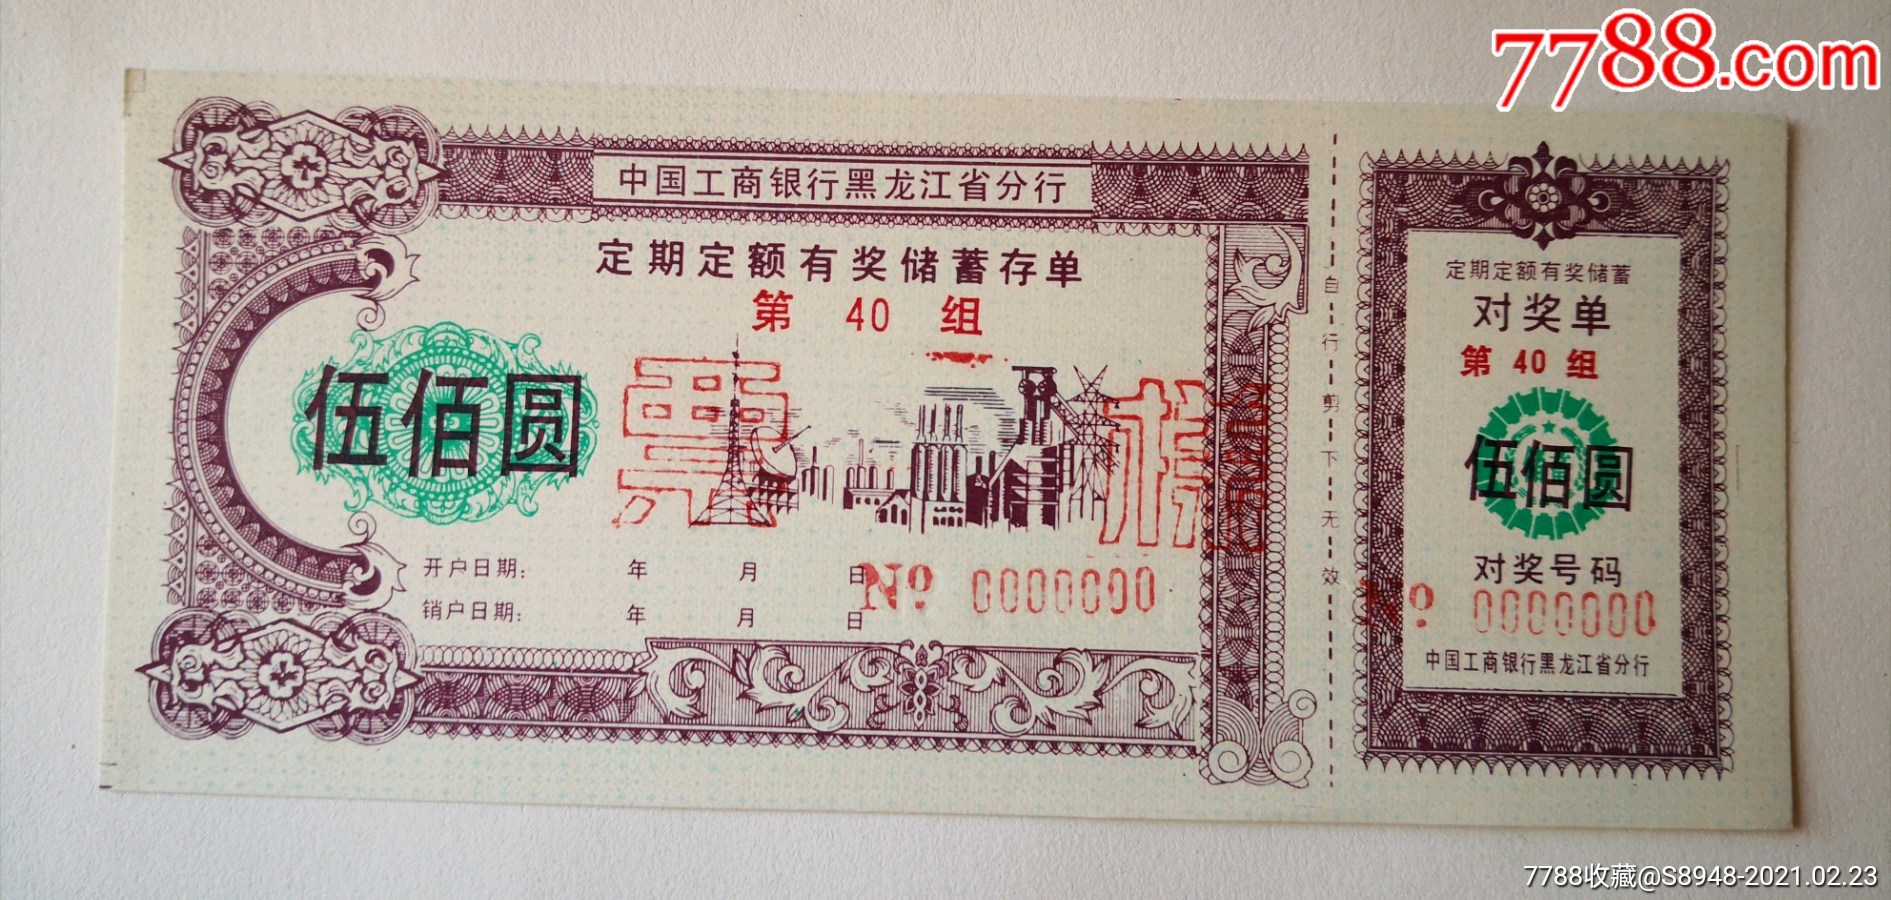 7788.com
中国工商银行黑龙江省分行
定期定额有奖储蓄存单
第 40 组
伍佰圆
票样
开户日期: 年 月 日
销户日期: 年 月 日
No 0000000
自行剪下无效
定期定额有奖储蓄
对奖单
第 40 组
伍佰圆
对奖号码
No 0000000
中国工商银行黑龙江省分行
7788收藏@S8948-2021.02.23